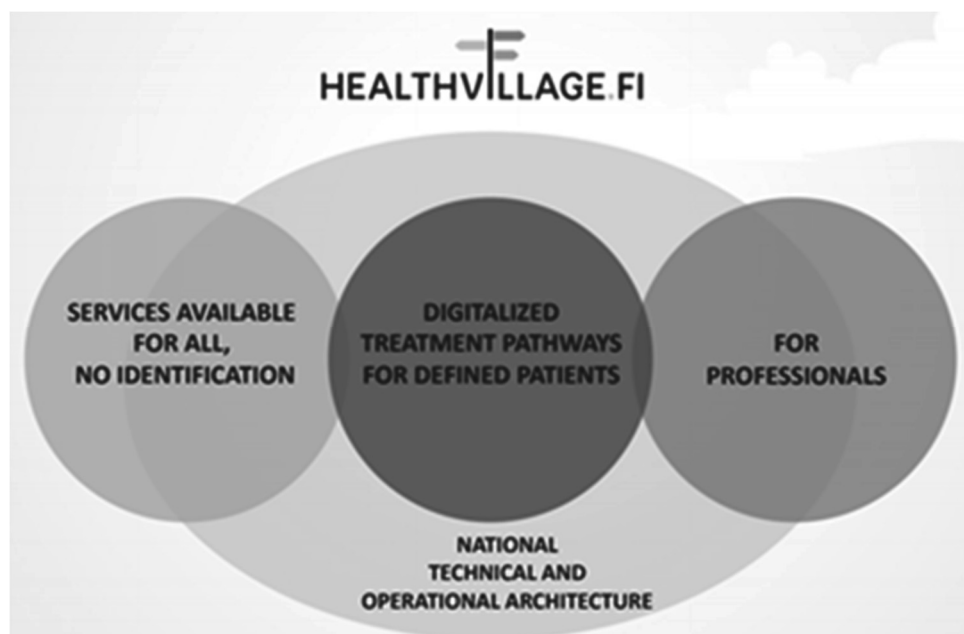 HEALTHVILLAGE.FI
SERVICES AVAILABLE
FOR ALL,
NO IDENTIFICATION
DIGITALIZED
TREATMENT PATHWAYS
FOR DEFINED PATIENTS
FOR
PROFESSIONALS
NATIONAL
TECHNICAL AND
OPERATIONAL ARCHITECTURE